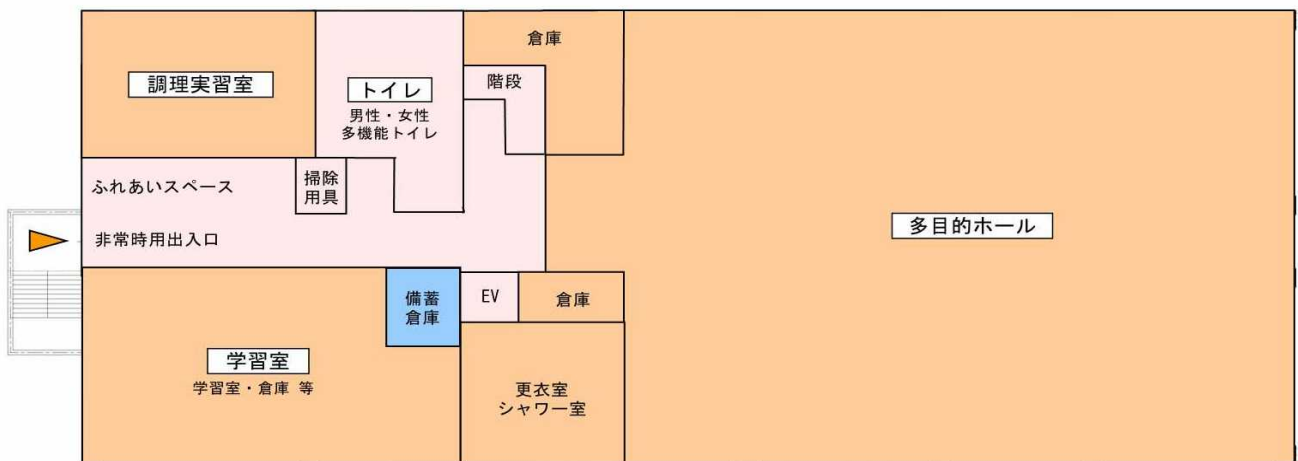 倉庫
調理実習室
トイレ
男性・女性
多機能トイレ
階段
ふれあいスペース
掃除
用具
非常時用出入口
多目的ホール
備蓄
倉庫
EV
倉庫
学習室
学習室・倉庫 等
更衣室
シャワー室